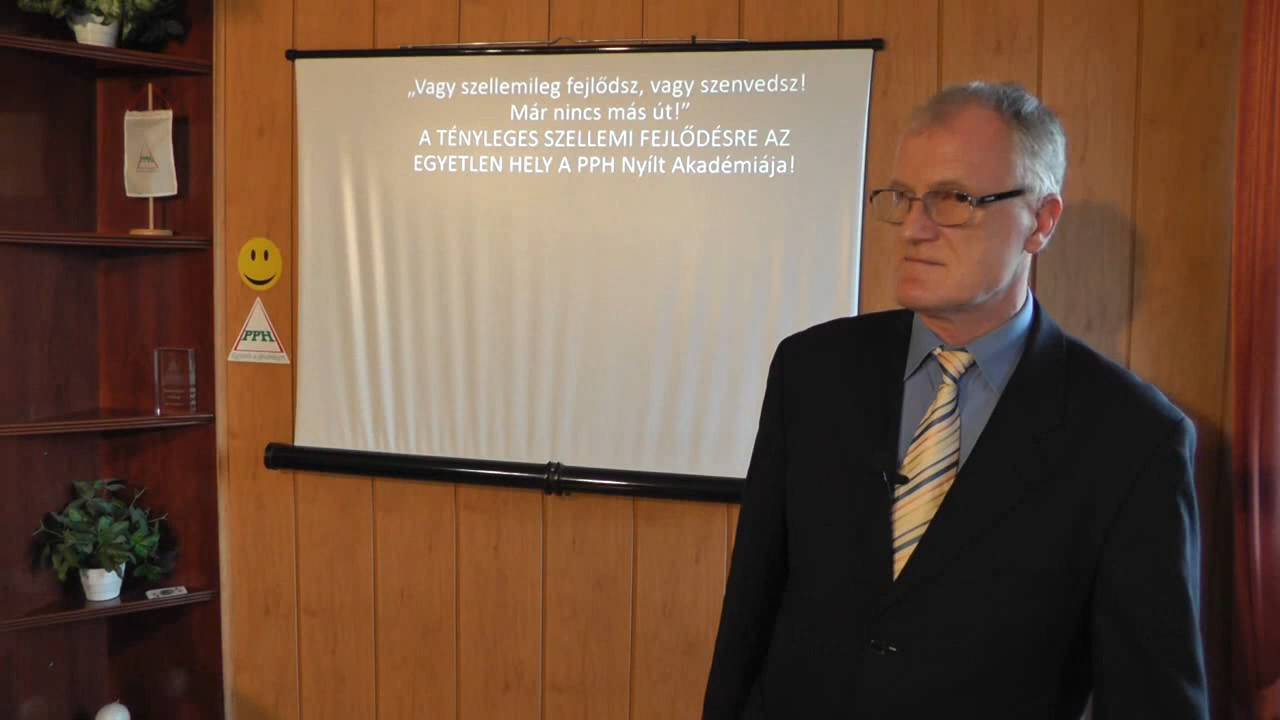 „Vagy szellemileg fejlődsz, vagy szenvedsz!
Már nincs más út!”
A TÉNYLEGES SZELLEMI FEJLŐDÉSRE AZ
EGYETLEN HELY A PPH Nyílt Akadémiája!
PPH